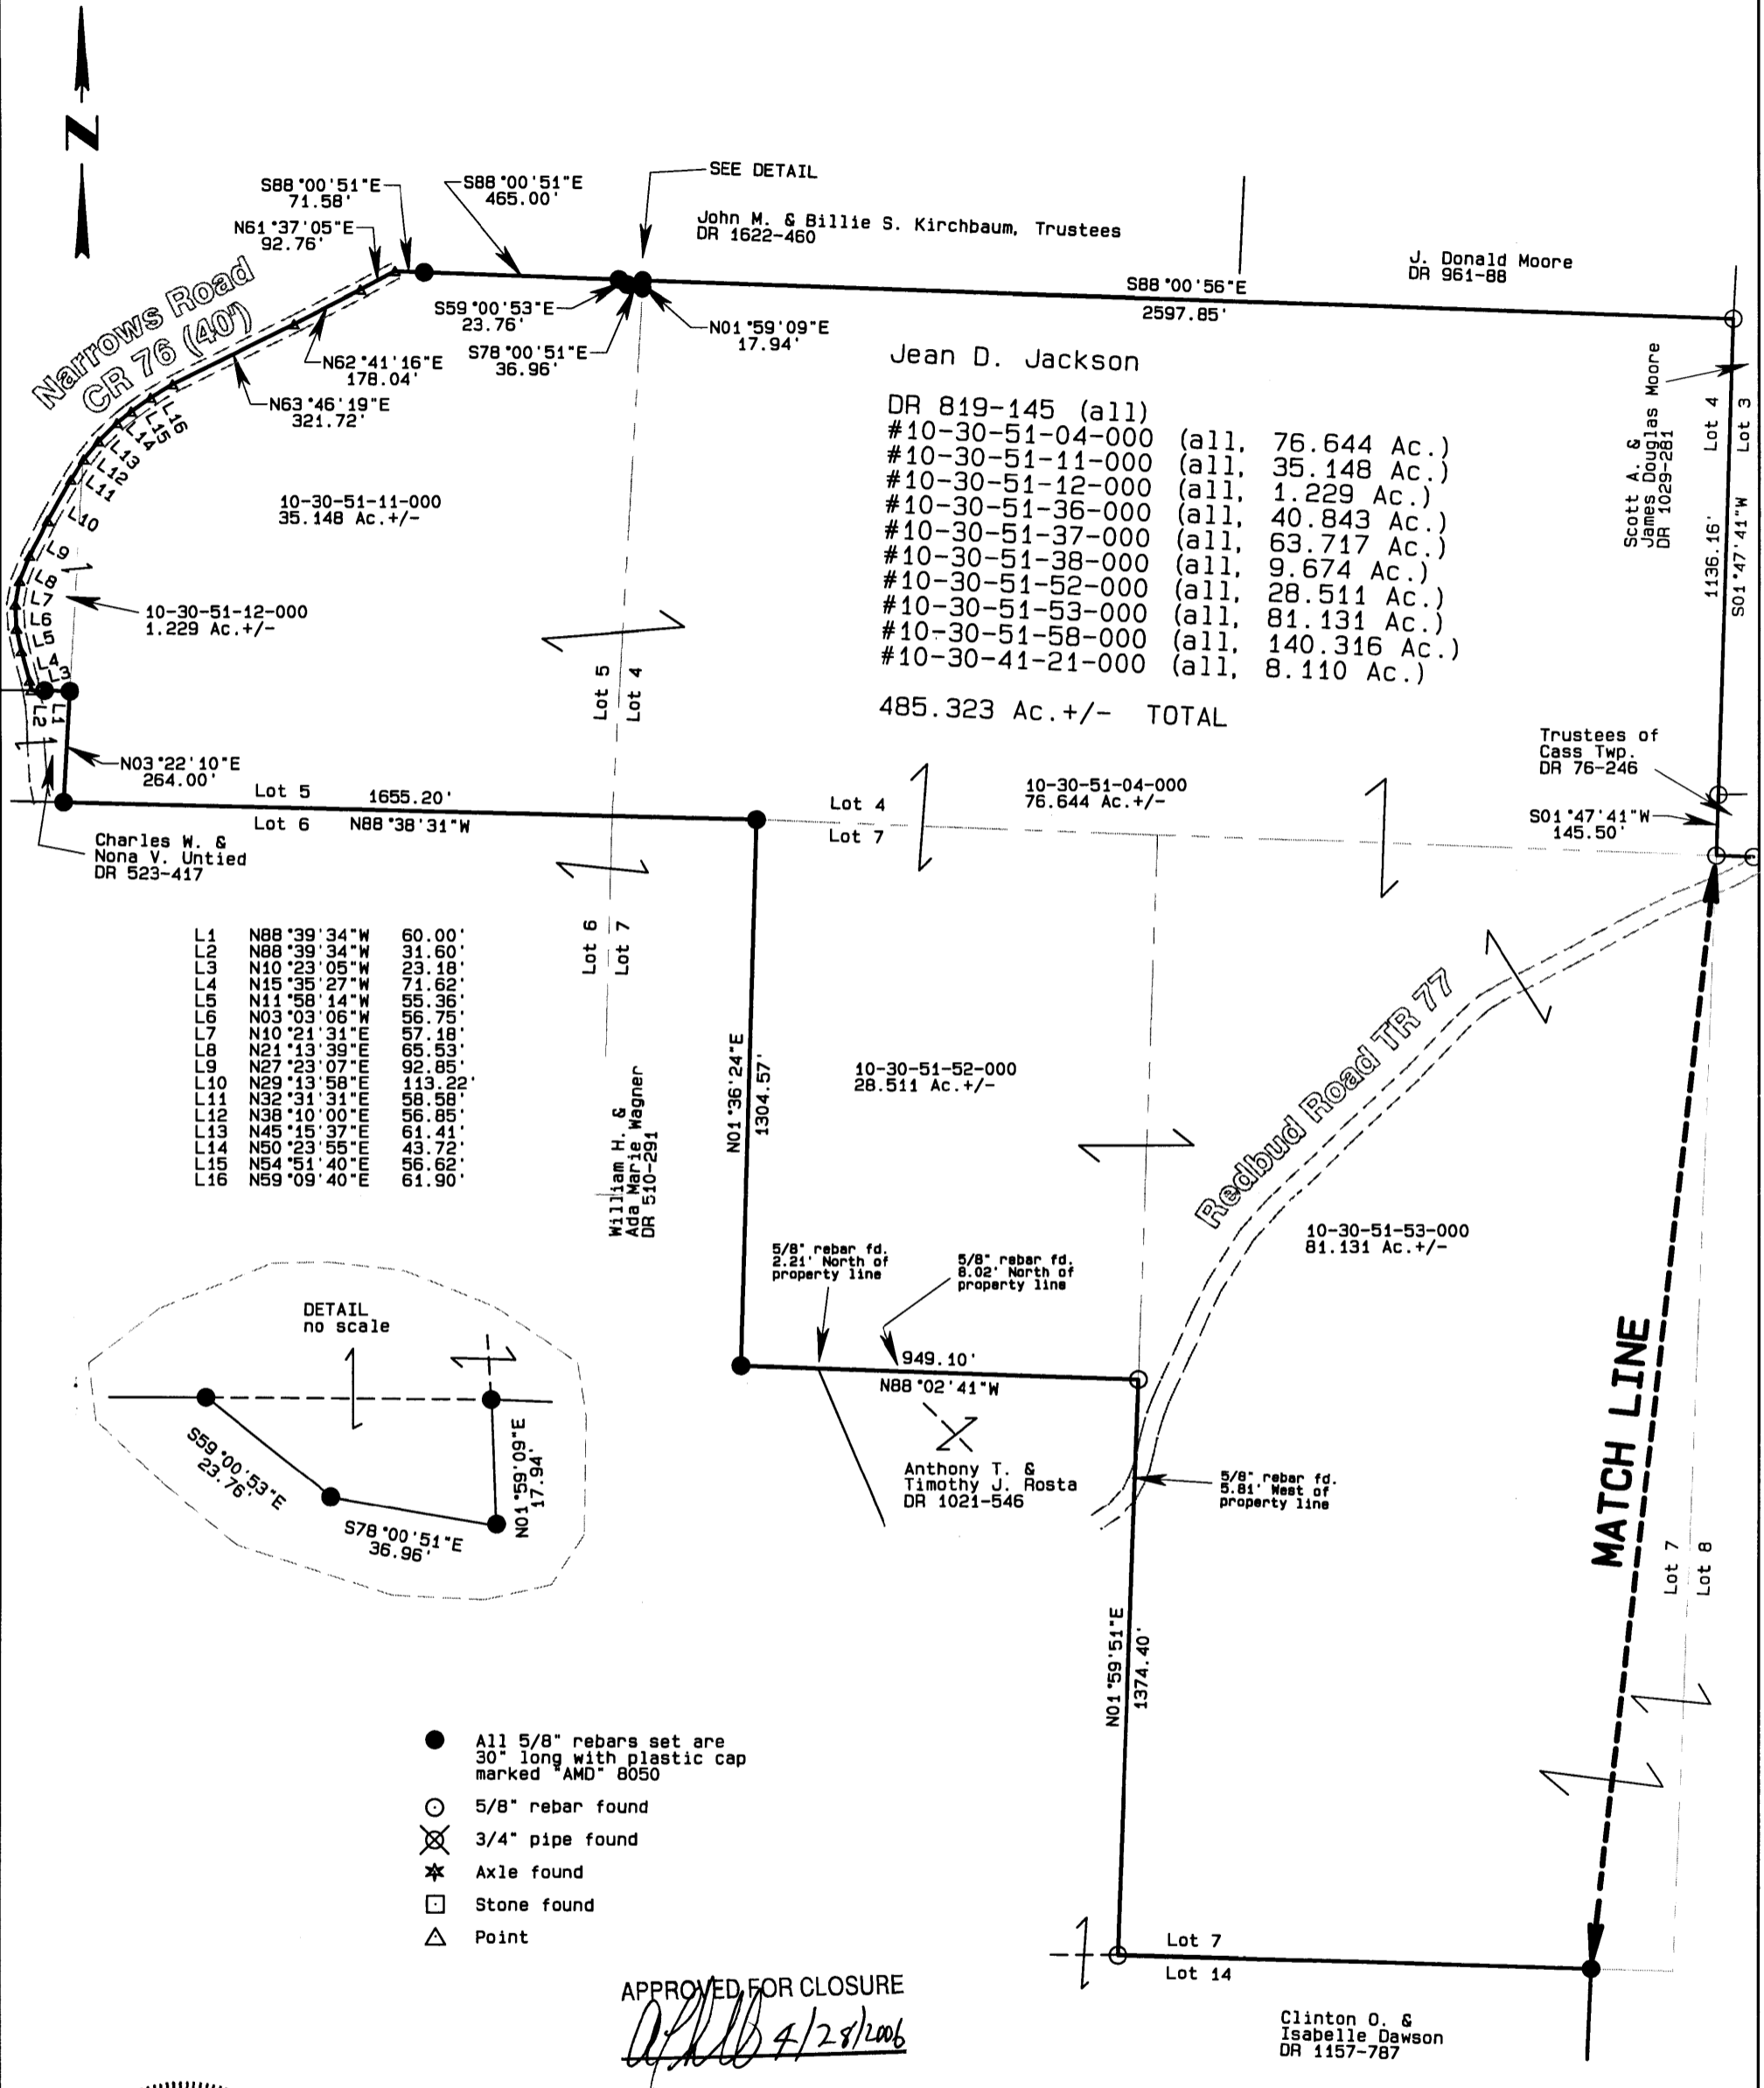 N
SEE DETAIL
S88°00'51"E
71.58'
S88°00'51"E
465.00'
N61°37'05"E
92.76'
John M. & Billie S. Kirchbaum, Trustees
DR 1622-460
J. Donald Moore
DR 961-88
S88°00'56"E
2597.85'
Narrows Road
CR 76 (40')
S59°00'53"E
23.76'
S78°00'51"E
36.96'
N01°59'09"E
17.94'
N62°41'16"E
178.04'
N63°46'19"E
321.72'
Jean D. Jackson
DR 819-145 (all)
#10-30-51-04-000 (all, 76.644 Ac.)
#10-30-51-11-000 (all, 35.148 Ac.)
#10-30-51-12-000 (all, 1.229 Ac.)
#10-30-51-36-000 (all, 40.843 Ac.)
#10-30-51-37-000 (all, 63.717 Ac.)
#10-30-51-38-000 (all, 9.674 Ac.)
#10-30-51-52-000 (all, 28.511 Ac.)
#10-30-51-53-000 (all, 81.131 Ac.)
#10-30-51-58-000 (all, 140.316 Ac.)
#10-30-41-21-000 (all, 8.110 Ac.)
485.323 Ac.+/- TOTAL
Scott A. &
James Douglas Moore
DR 1029-281
Lot 4
Lot 3
1136.16'
S01°47'41"W
L16
L15
L14
L13
L12
L11
L10
L9
L8
L7
L6
L5
L4
L3
L2
L1
10-30-51-11-000
35.148 Ac.+/-
10-30-51-12-000
1.229 Ac.+/-
Lot 5
Lot 4
N03°22'10"E
264.00'
Lot 5
1655.20'
Lot 6
N88°38'31"W
Charles W. &
Nona V. Untied
DR 523-417
Lot 4
Lot 7
10-30-51-04-000
76.644 Ac.+/-
Trustees of
Cass Twp.
DR 76-246
S01°47'41"W
145.50'
Lot 6
Lot 7
L1 N88°39'34"W 60.00'
L2 N88°39'34"W 31.60'
L3 N10°23'05"W 23.18'
L4 N15°35'27"W 71.62'
L5 N11°58'14"W 55.36'
L6 N03°03'06"W 56.75'
L7 N10°21'31"E 57.18'
L8 N21°13'39"E 65.53'
L9 N27°23'07"E 92.85'
L10 N29°13'58"E 113.22'
L11 N32°31'31"E 58.58'
L12 N38°10'00"E 56.85'
L13 N45°15'37"E 61.41'
L14 N50°23'55"E 43.72'
L15 N54°51'40"E 56.62'
L16 N59°09'40"E 61.90'
William H. &
Ada Marie Wagner
DR 510-291
N01°36'24"E
1304.57'
10-30-51-52-000
28.511 Ac.+/-
Redbud Road TR 77
10-30-51-53-000
81.131 Ac.+/-
5/8" rebar fd.
2.21' North of
property line
5/8" rebar fd.
8.02' North of
property line
949.10'
N88°02'41"W
Anthony T. &
Timothy J. Rosta
DR 1021-546
5/8" rebar fd.
5.81' West of
property line
DETAIL
no scale
S59°00'53"E
23.76'
S78°00'51"E
36.96'
N01°59'09"E
17.94'
MATCH LINE
Lot 7
Lot 8
N01°59'51"E
1374.40'
All 5/8" rebars set are
30" long with plastic cap
marked "AMD" 8050
5/8" rebar found
3/4" pipe found
Axle found
Stone found
Point
Lot 7
Lot 14
APPROVED FOR CLOSURE
4/28/2006
Clinton O. &
Isabelle Dawson
DR 1157-787